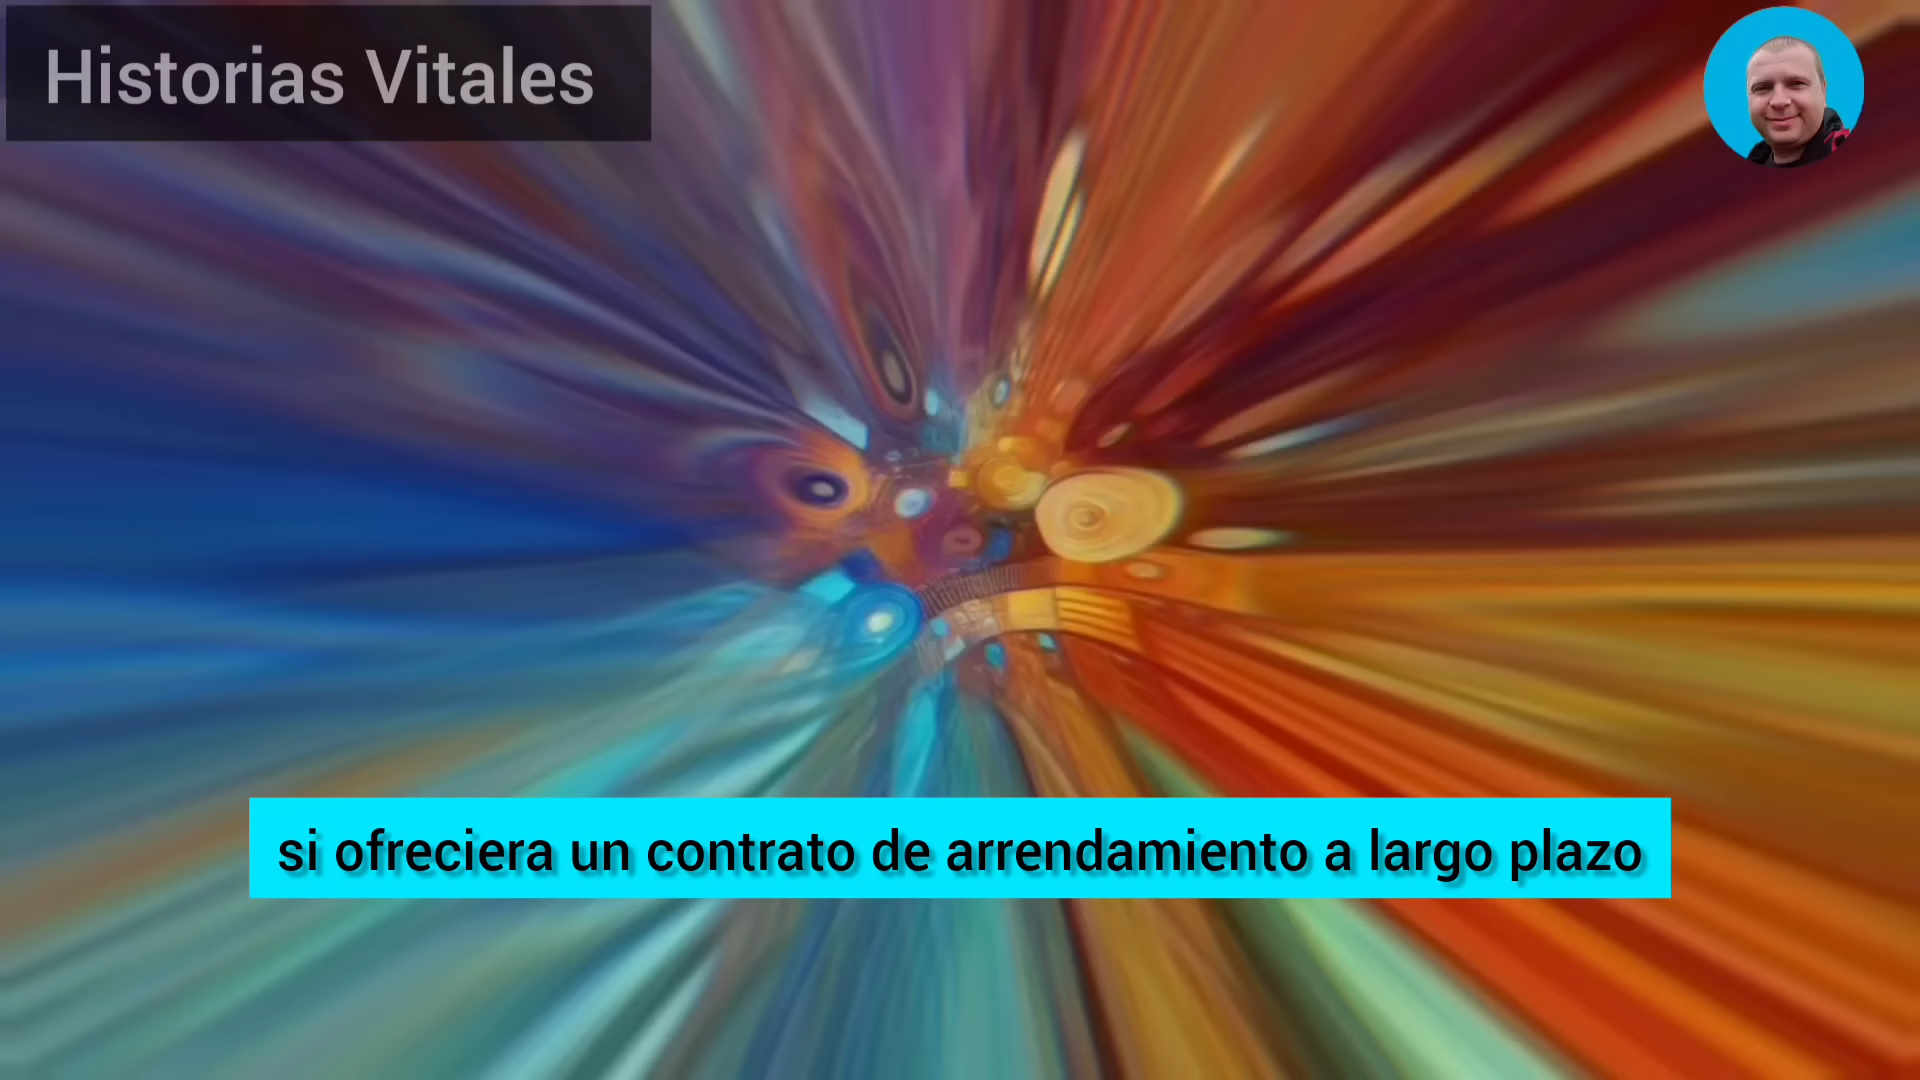 Historias Vitales
si ofreciera un contrato de arrendamiento a largo plazo